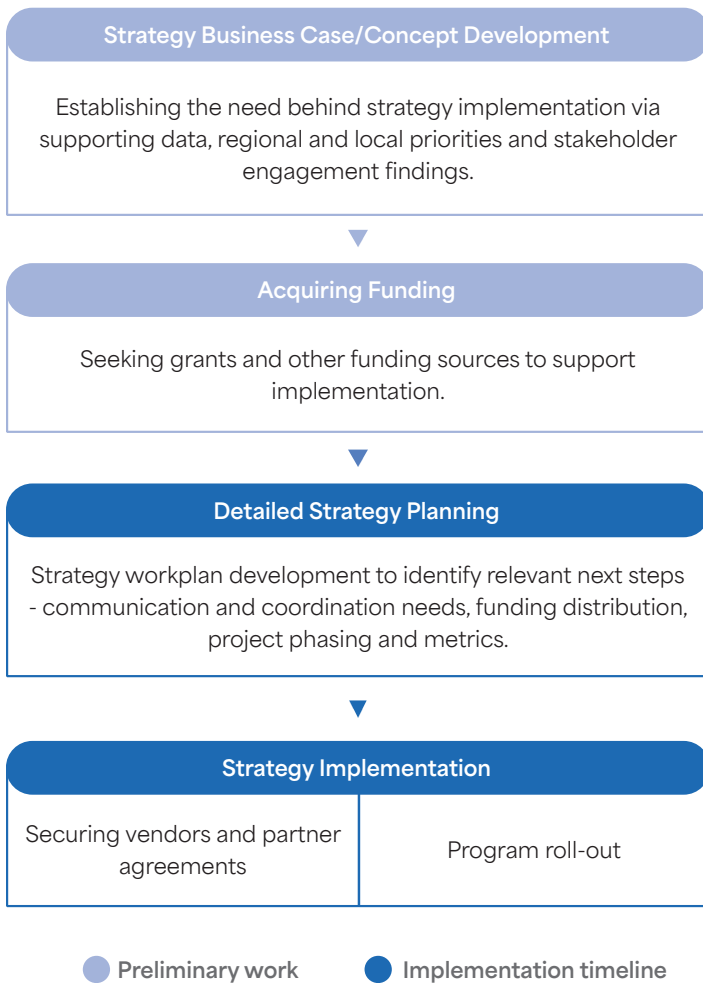 Strategy Business Case/Concept Development
Establishing the need behind strategy implementation via
supporting data, regional and local priorities and stakeholder
engagement findings.
Acquiring Funding
Seeking grants and other funding sources to support
implementation.
Detailed Strategy Planning
Strategy workplan development to identify relevant next steps
- communication and coordination needs, funding distribution,
project phasing and metrics.
Strategy Implementation
Securing vendors and partner
agreements
Program roll-out
Preliminary work
Implementation timeline